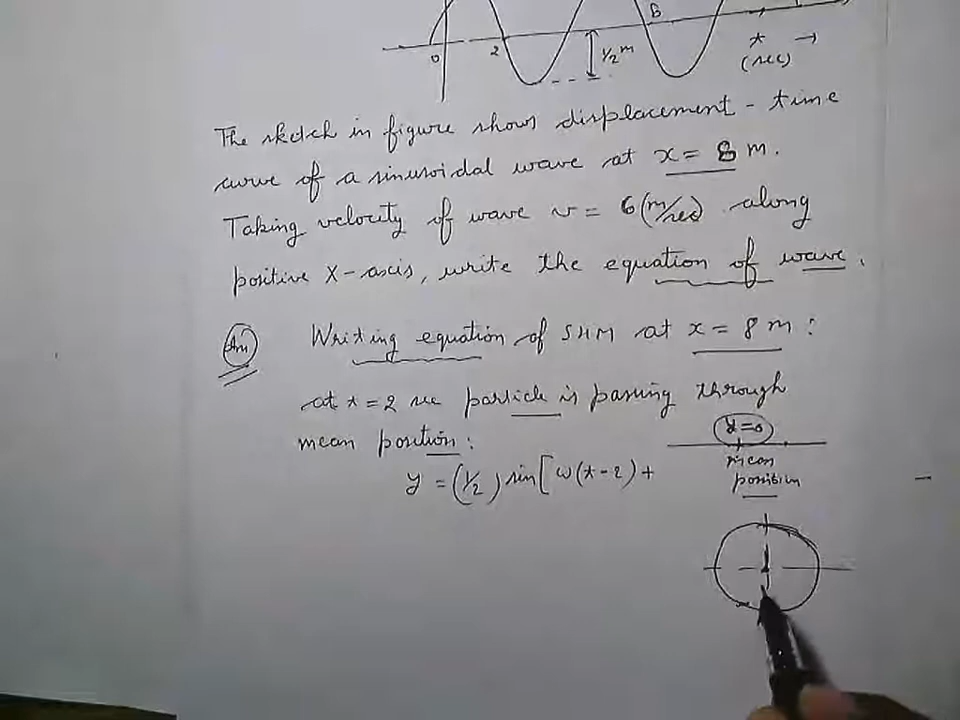 0 2 8 t →
½ m (sec)
The sketch in figure shows displacement - time
curve of a sinusoidal wave at x = 8 m.
Taking velocity of wave v = 6 (m/sec) along
positive X-axis, write the equation of wave.
Ans Writing equation of SHM at x = 8 m :
at t = 2 sec particle is passing through
mean position : y=0
mean
position
y = (1/2) sin[ω(t-2) +